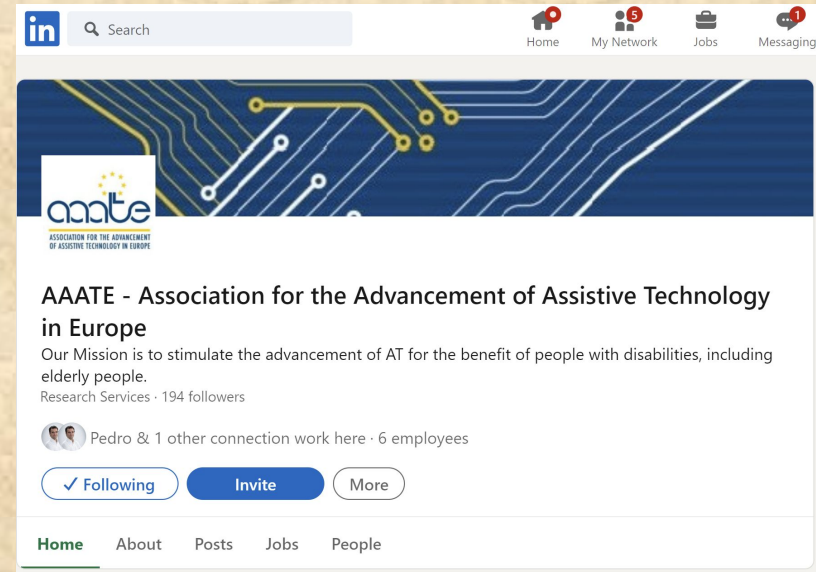 in
Search
Home
5
My Network
Jobs
1
Messaging
aaate
ASSOCIATION FOR THE ADVANCEMENT
OF ASSISTIVE TECHNOLOGY IN EUROPE
AAATE - Association for the Advancement of Assistive Technology
in Europe
Our Mission is to stimulate the advancement of AT for the benefit of people with disabilities, including
elderly people.
Research Services · 194 followers
Pedro & 1 other connection work here · 6 employees
✓ Following
Invite
More
Home About Posts Jobs People